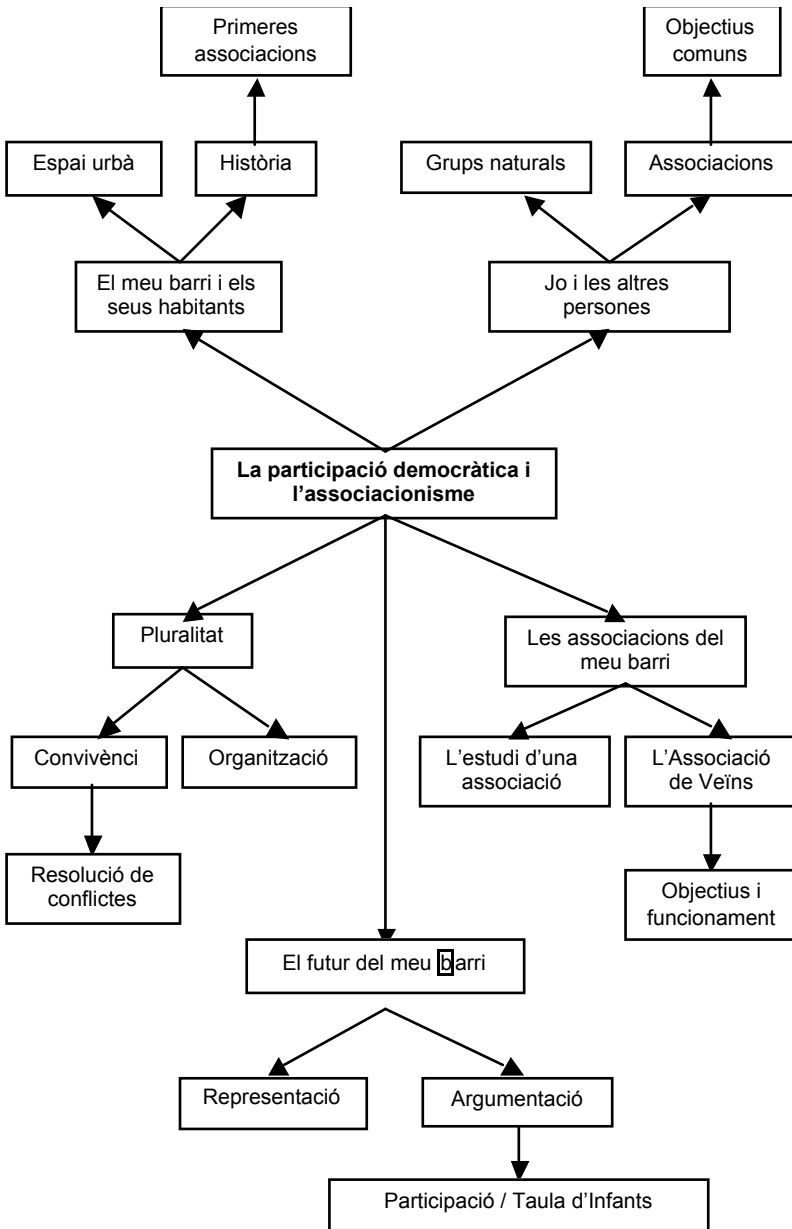 Primeres
associacions
Objectius
comuns
Espai urbà
Història
Grups naturals
Associacions
El meu barri i els
seus habitants
Jo i les altres
persones
La participació democràtica i
l’associacionisme
Pluralitat
Les associacions del
meu barri
Convivènci
Organització
L’estudi d’una
associació
L’Associació
de Veïns
Resolució de
conflictes
Objectius i
funcionament
El futur del meu barri
Representació
Argumentació
Participació / Taula d’Infants